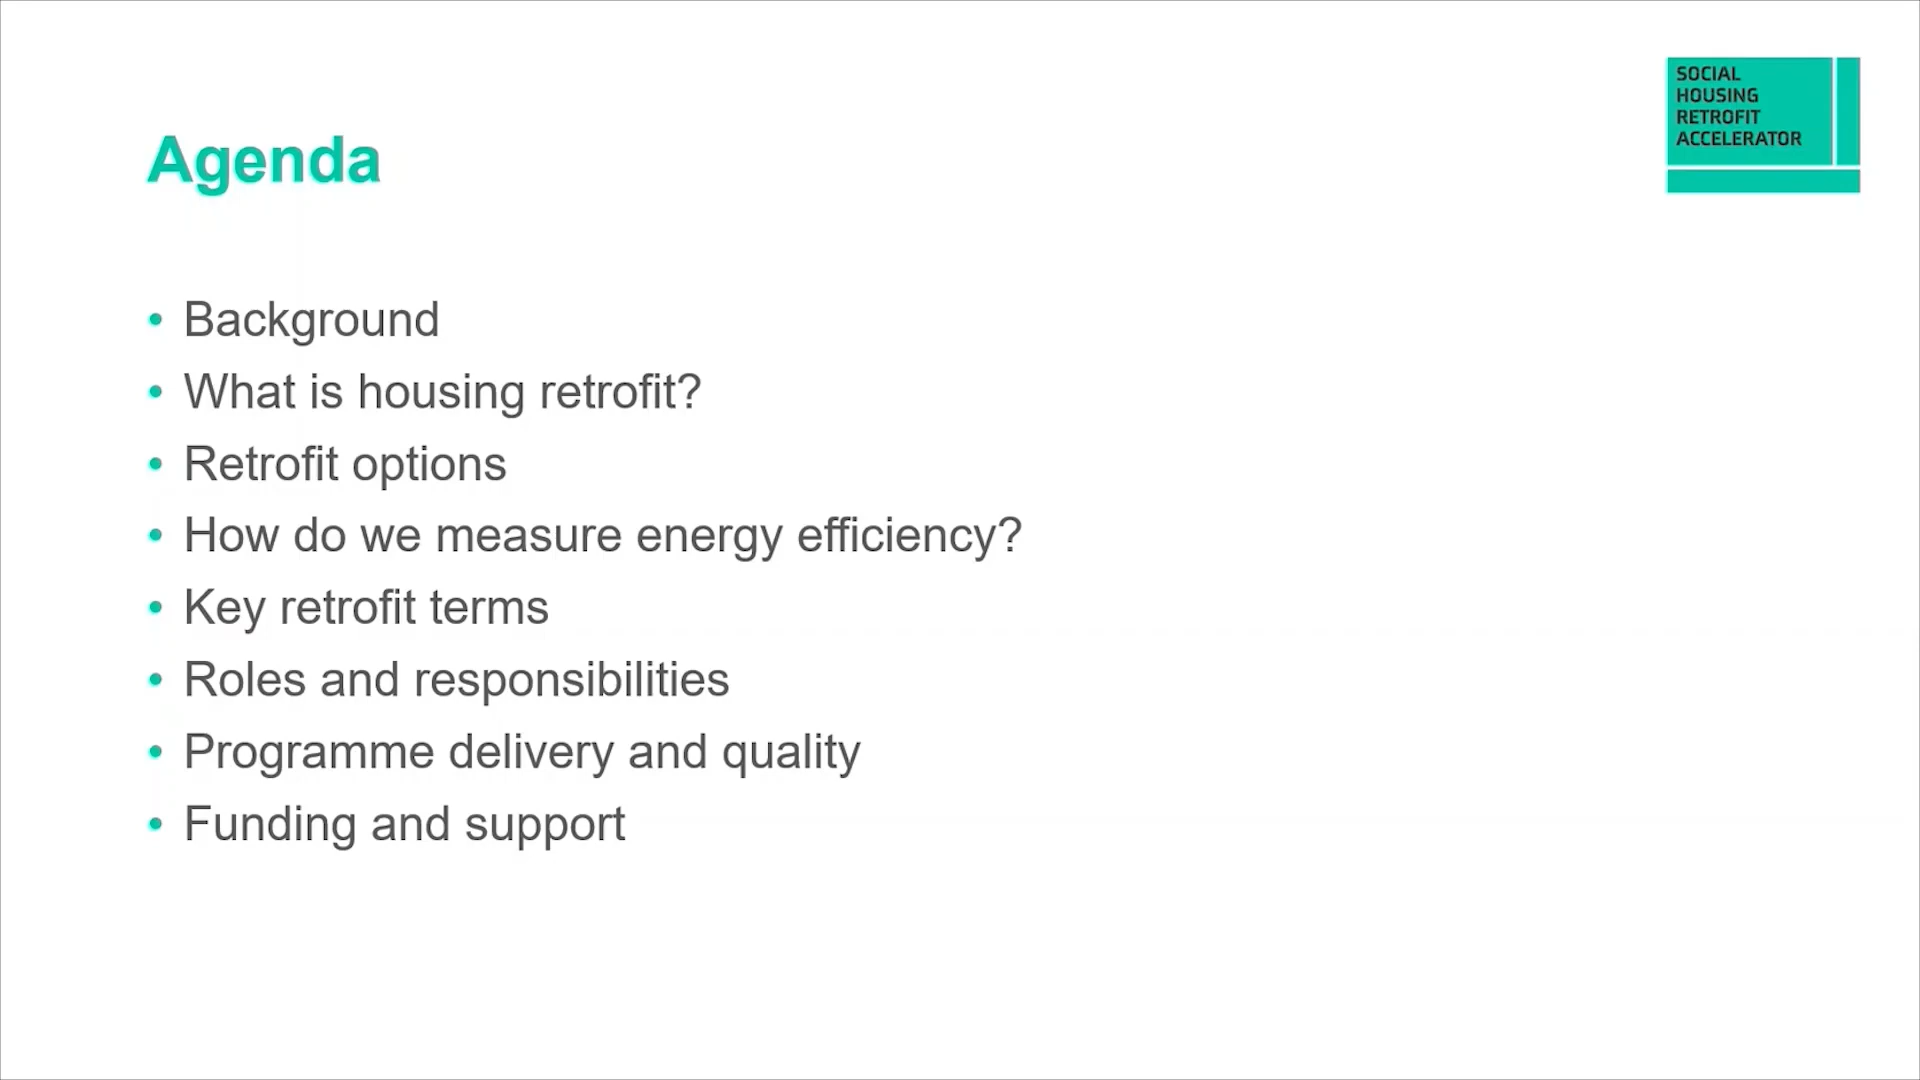 SOCIAL
HOUSING
RETROFIT
ACCELERATOR
Agenda
• Background
• What is housing retrofit?
• Retrofit options
• How do we measure energy efficiency?
• Key retrofit terms
• Roles and responsibilities
• Programme delivery and quality
• Funding and support